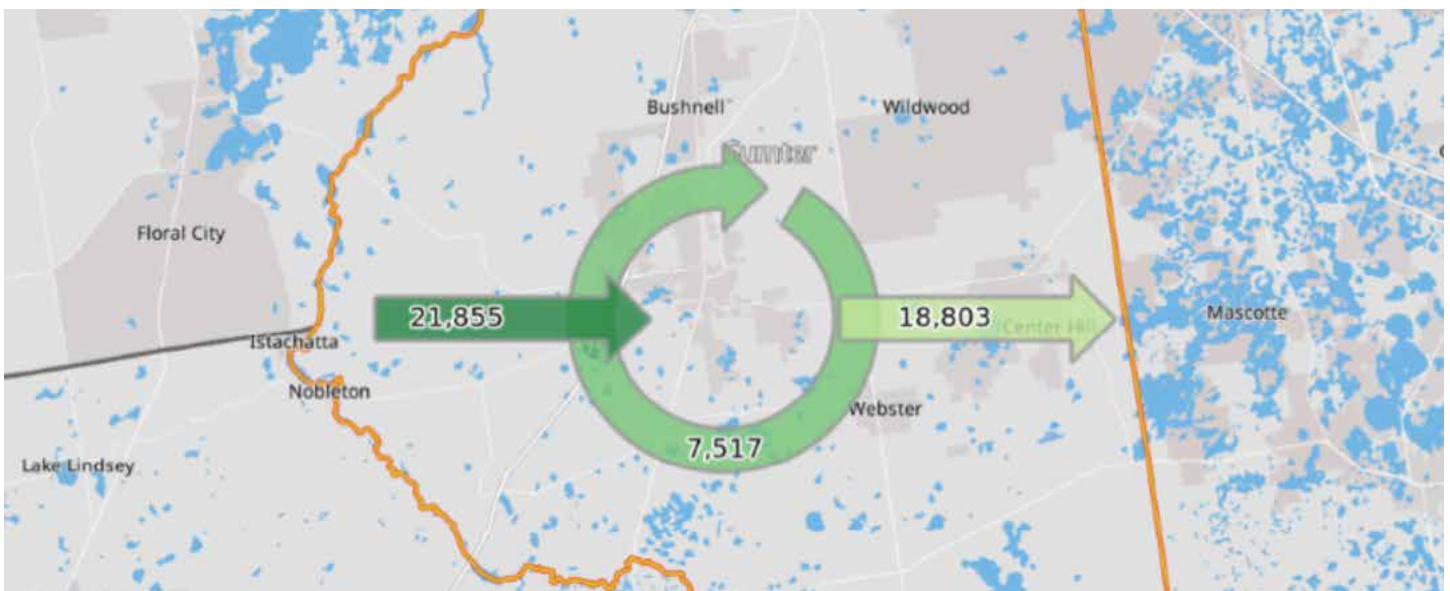 Bushnell
Wildwood
Sumter
Floral City
21,855
18,803
Center Hill
Mascotte
Istachatta
Nobleton
Webster
7,517
Lake Lindsey